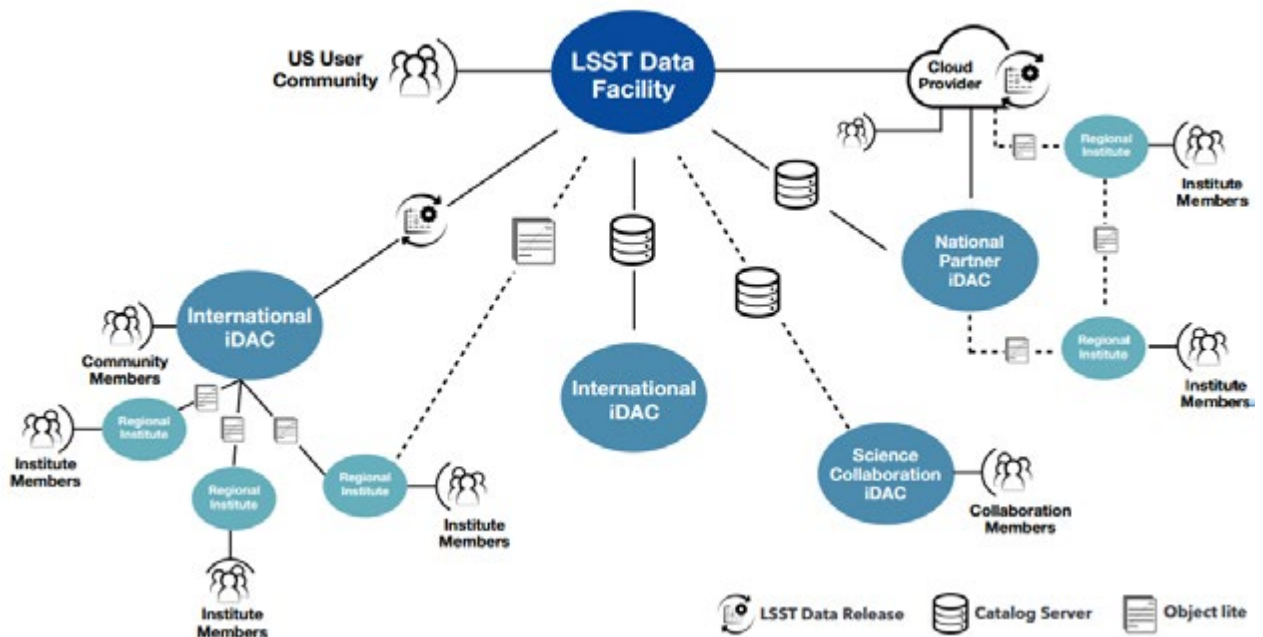 US User
Community
LSST Data
Facility
Cloud
Provider
Regional
Institute
Institute
Members
National
Partner
iDAC
International
iDAC
Community
Members
Regional
Institute
Institute
Members
International
iDAC
Regional
Institute
Institute
Members
Regional
Institute
Institute
Members
Regional
Institute
Institute
Members
Science
Collaboration
iDAC
Collaboration
Members
LSST Data Release
Catalog Server
Object lite